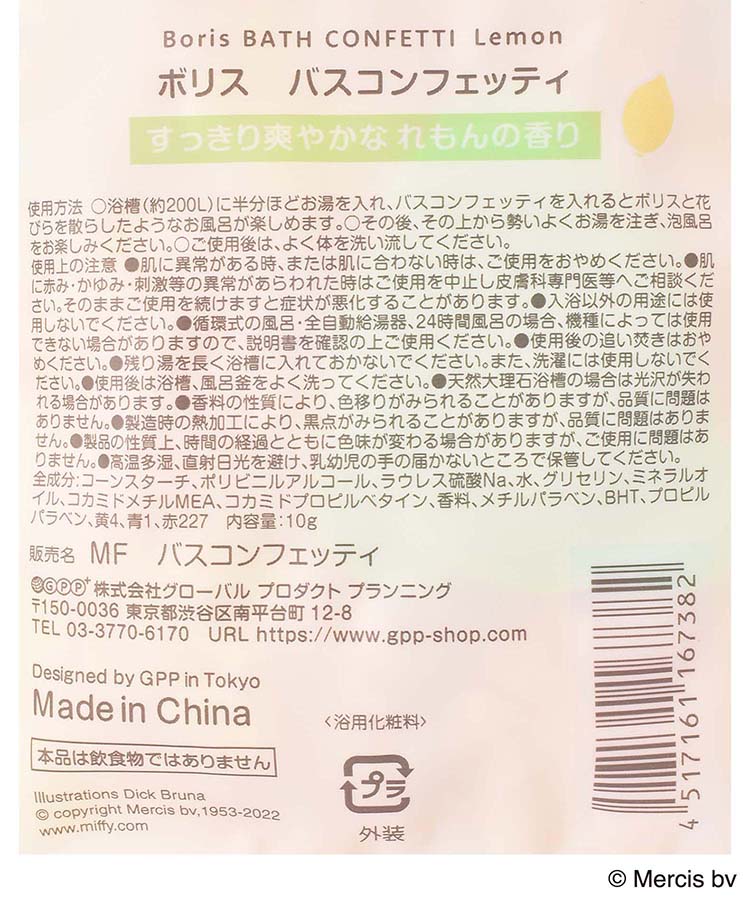 Boris BATH CONFETTI Lemon
ボリス　バスコンフェッティ
すっきり爽やかな れもんの香り
使用方法 ○浴槽(約200L)に半分ほどお湯を入れ、バスコンフェッティを入れるとボリスと花
びらを散らしたようなお風呂が楽しめます。○その後、その上から勢いよくお湯を注ぎ、泡風呂
をお楽しみください。○ご使用後は、よく体を洗い流してください。
使用上の注意 ●肌に異常がある時、または肌に合わない時は、ご使用をおやめください。●肌
に赤み・かゆみ・刺激等の異常があらわれた時はご使用を中止し皮膚科専門医等へご相談くだ
さい。そのままご使用を続けますと症状が悪化することがあります。●入浴以外の用途には使
用しないでください。●循環式の風呂・全自動給湯器、24時間風呂の場合、機種によっては使用
できない場合がありますので、説明書を確認の上ご使用ください。●使用後の追い焚きはおや
めください。●残り湯を長く浴槽に入れておかないでください。また、洗濯には使用しないでく
ださい。●使用後は浴槽、風呂釜をよく洗ってください。●天然大理石浴槽の場合は光沢が失わ
れる場合があります。●香料の性質により、色移りがみられることがありますが、品質に問題は
ありません。●製造時の熱加工により、黒点がみられることがありますが、品質に問題はありま
せん。●製品の性質上、時間の経過とともに色味が変わる場合がありますが、ご使用に問題はあ
りません。●高温多湿、直射日光を避け、乳幼児の手の届かないところで保管してください。
全成分:コーンスターチ、ポリビニルアルコール、ラウレス硫酸Na、水、グリセリン、ミネラルオ
イル、コカミドメチルMEA、コカミドプロピルベタイン、香料、メチルパラベン、BHT、プロピル
パラベン、黄4、青1、赤227　内容量:10g
販売名 MF　バスコンフェッティ
GPP+ 株式会社グローバル プロダクト プランニング
〒150-0036 東京都渋谷区南平台町 12-8
TEL 03-3770-6170　URL https://www.gpp-shop.com
Designed by GPP in Tokyo
Made in China
〈浴用化粧料〉
本品は飲食物ではありません
プラ
外装
Illustrations Dick Bruna
© copyright Mercis bv,1953-2022
www.miffy.com
4 517161 167382
© Mercis bv